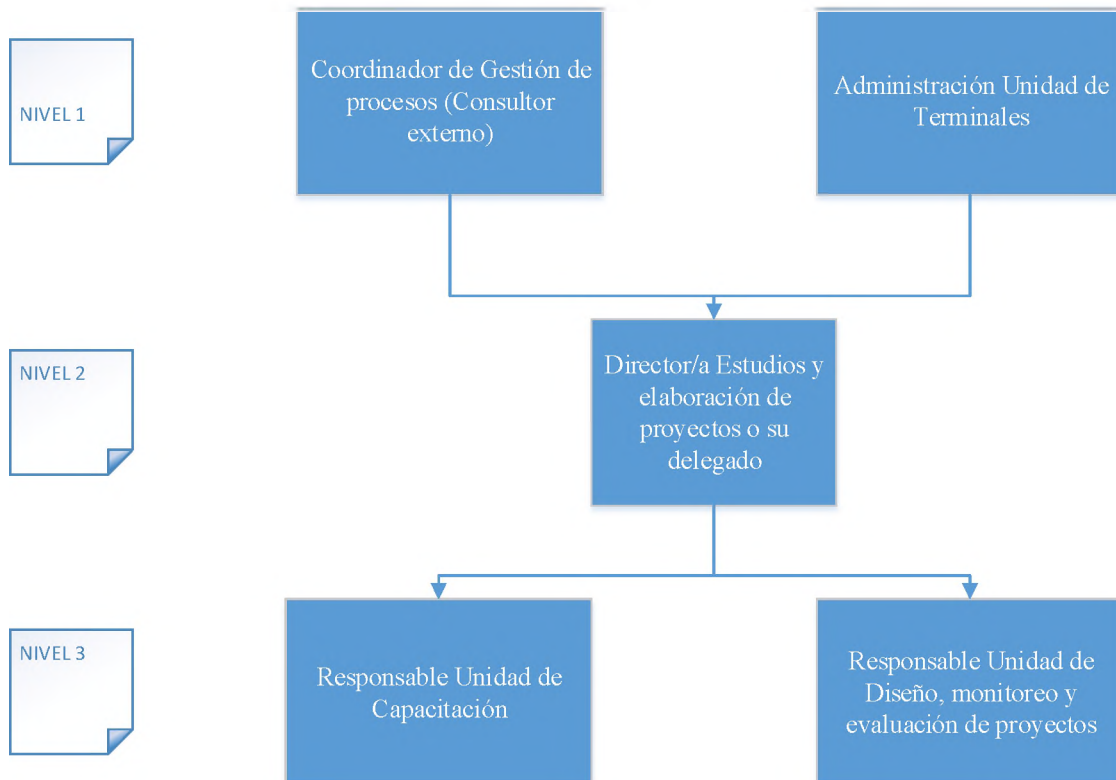 NIVEL 1
Coordinador de Gestión de
procesos (Consultor
externo)
Administración Unidad de
Terminales
NIVEL 2
Director/a Estudios y
elaboración de
proyectos o su
delegado
NIVEL 3
Responsable Unidad de
Capacitación
Responsable Unidad de
Diseño, monitoreo y
evaluación de proyectos